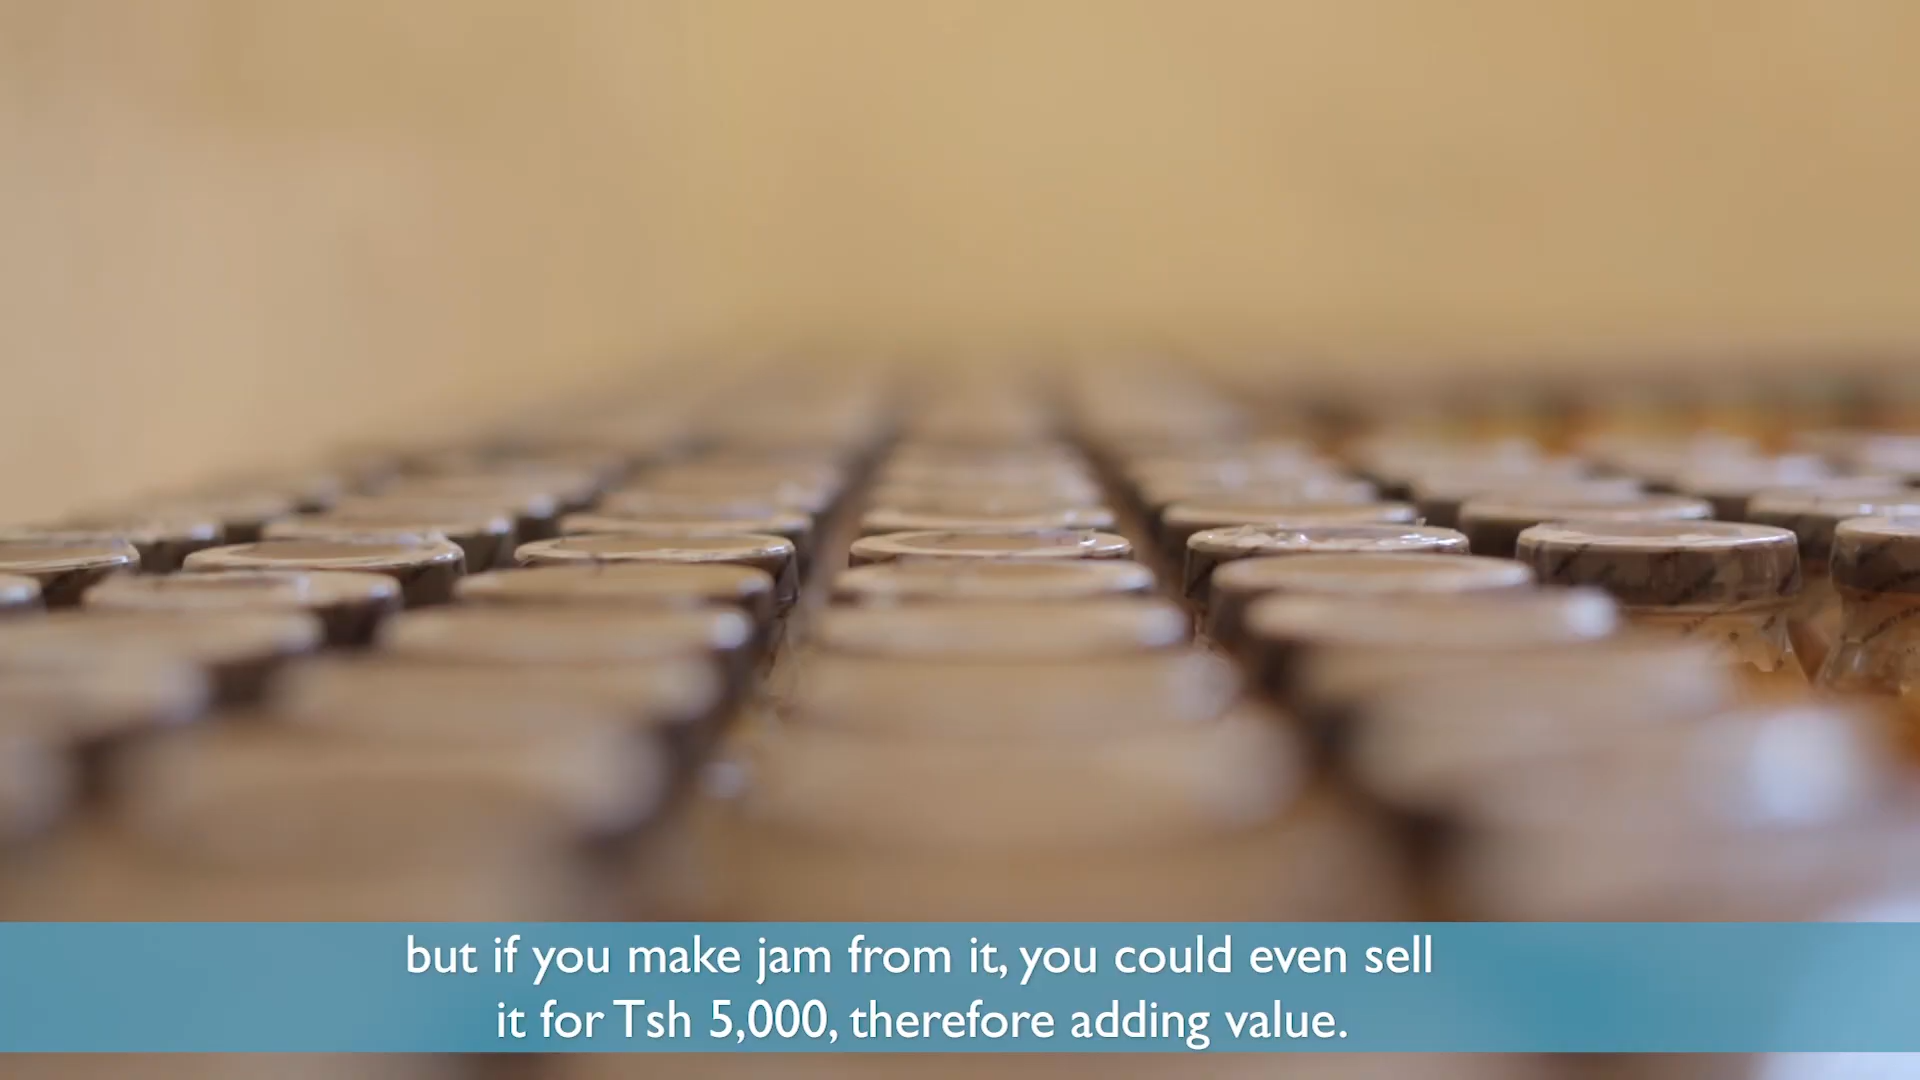 but if you make jam from it, you could even sell
it for Tsh 5,000, therefore adding value.